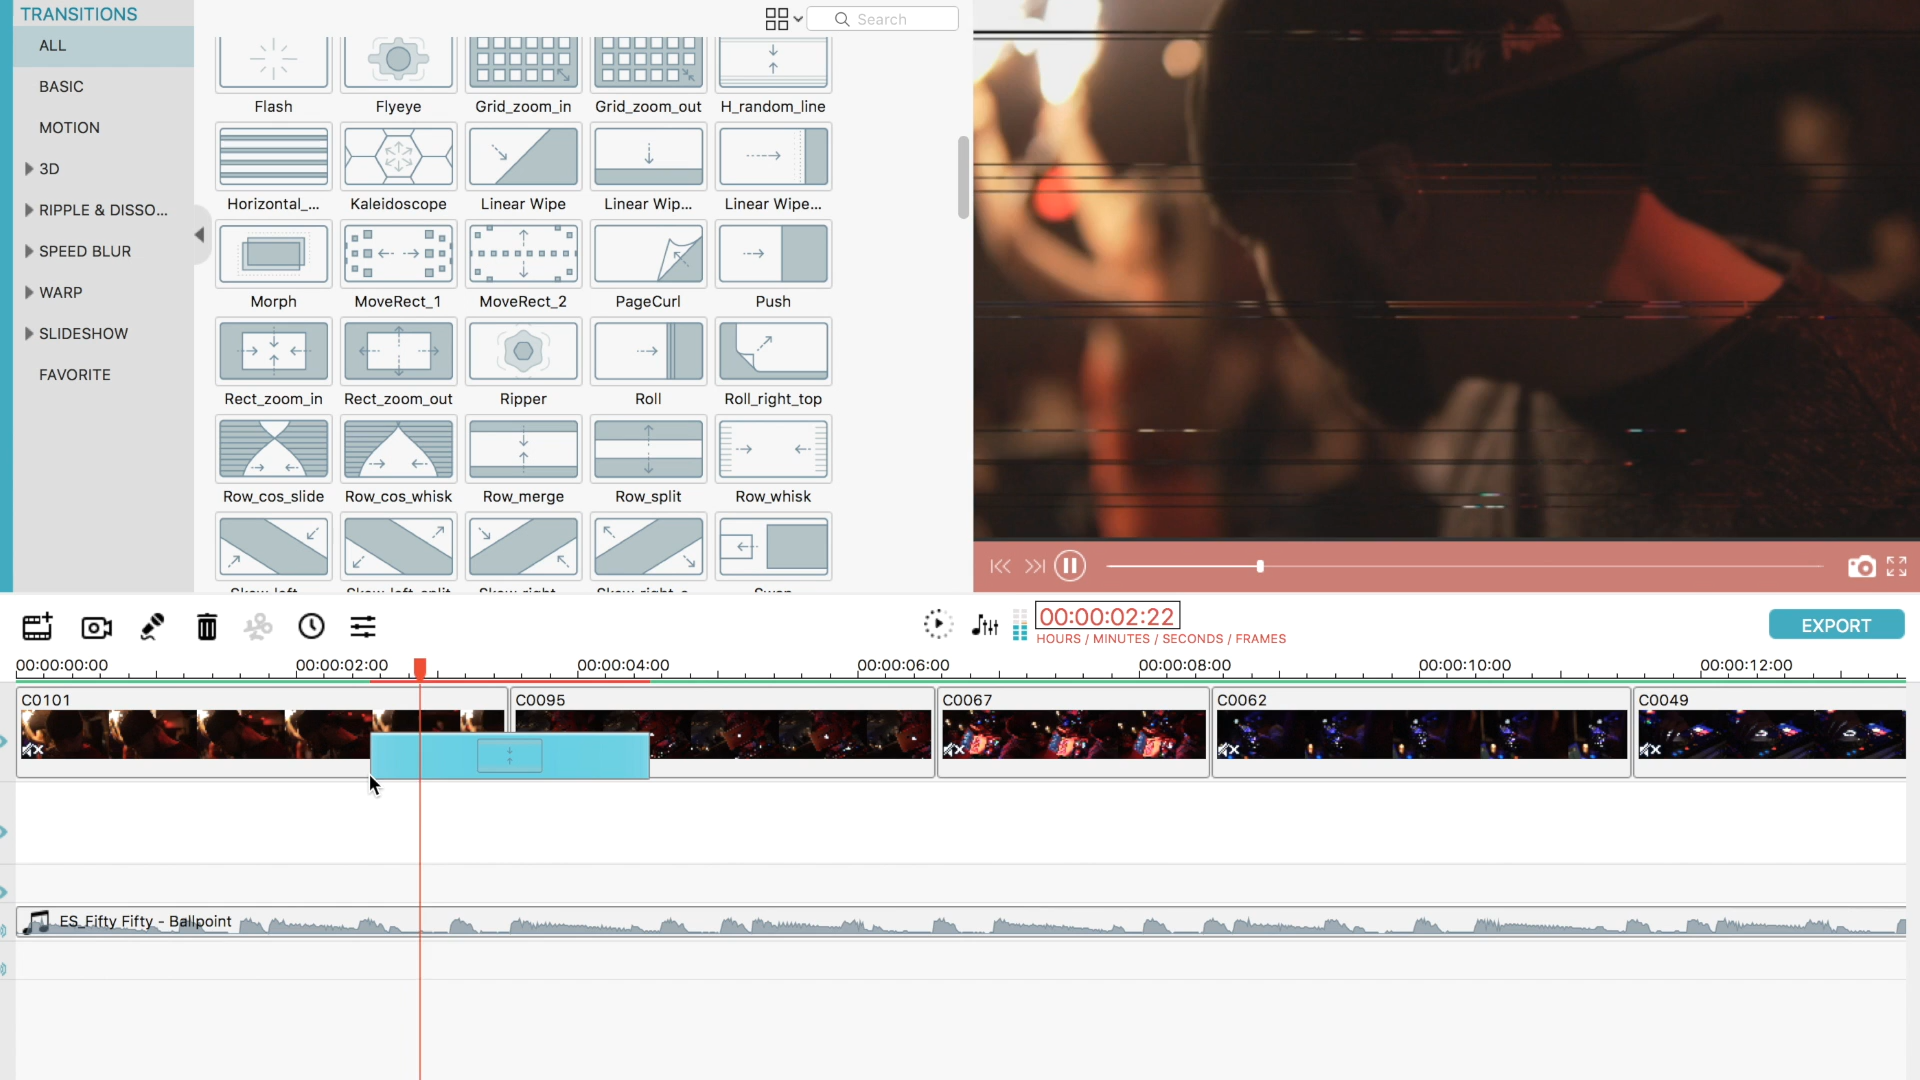 TRANSITIONS
ALL
BASIC
MOTION
3D
RIPPLE & DISSO...
SPEED BLUR
WARP
SLIDESHOW
FAVORITE
Search
Flash
Flyeye
Grid_zoom_in
Grid_zoom_out
H_random_line
Horizontal_...
Kaleidoscope
Linear Wipe
Linear Wip...
Linear Wipe...
Morph
MoveRect_1
MoveRect_2
PageCurl
Push
Rect_zoom_in
Rect_zoom_out
Ripper
Roll
Roll_right_top
Row_cos_slide
Row_cos_whisk
Row_merge
Row_split
Row_whisk
00:00:02:22
HOURS / MINUTES / SECONDS / FRAMES
EXPORT
00:00:00:00
00:00:02:00
00:00:04:00
00:00:06:00
00:00:08:00
00:00:10:00
00:00:12:00
C0101
C0095
C0067
C0062
C0049
ES_Fifty Fifty - Ballpoint